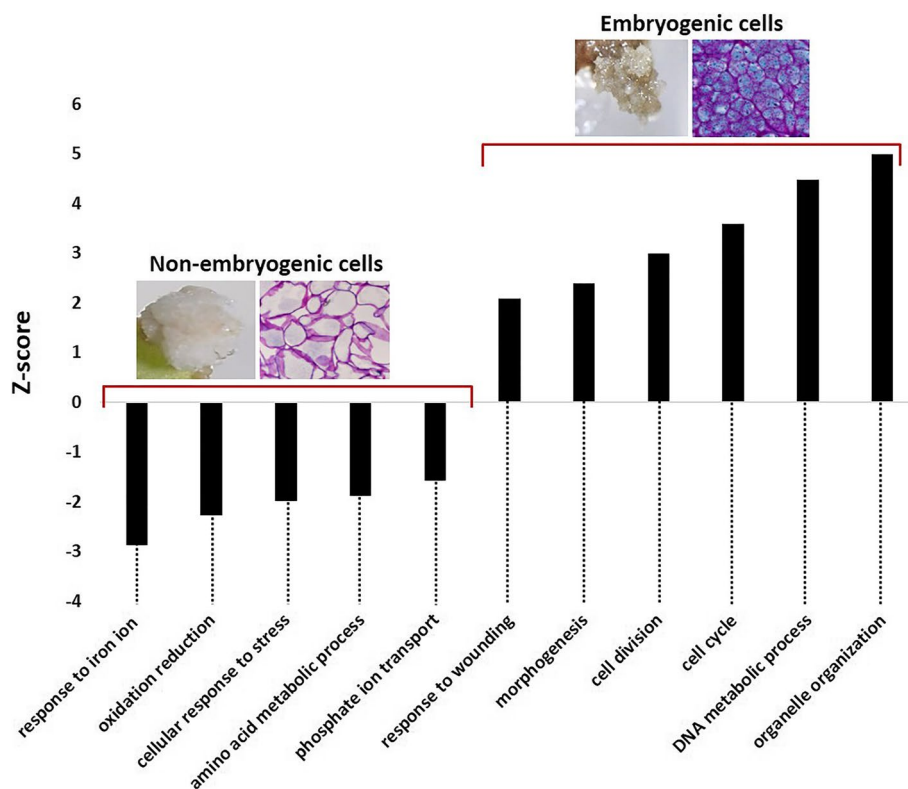 Embryogenic cells
6
5
4
3
2
1
0
-1
-2
-3
-4
Z-score
Non-embryogenic cells
response to iron ion
oxidation reduction
cellular response to stress
amino acid metabolic process
phosphate ion transport
response to wounding
morphogenesis
cell division
cell cycle
DNA metabolic process
organelle organization